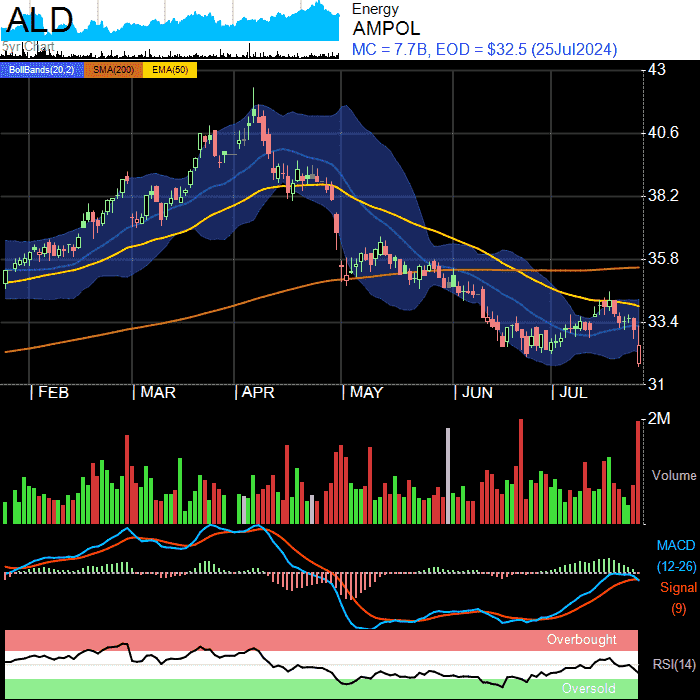 ALD
5yr Chart
Energy
AMPOL
MC = 7.7B, EOD = $32.5 (25Jul2024)
BollBands(20,2) SMA(200) EMA(50)
43
40.6
38.2
35.8
33.4
31
| FEB | MAR | APR | MAY | JUN | JUL
2M
Volume
MACD
(12-26)
Signal
(9)
Overbought
RSI(14)
Oversold